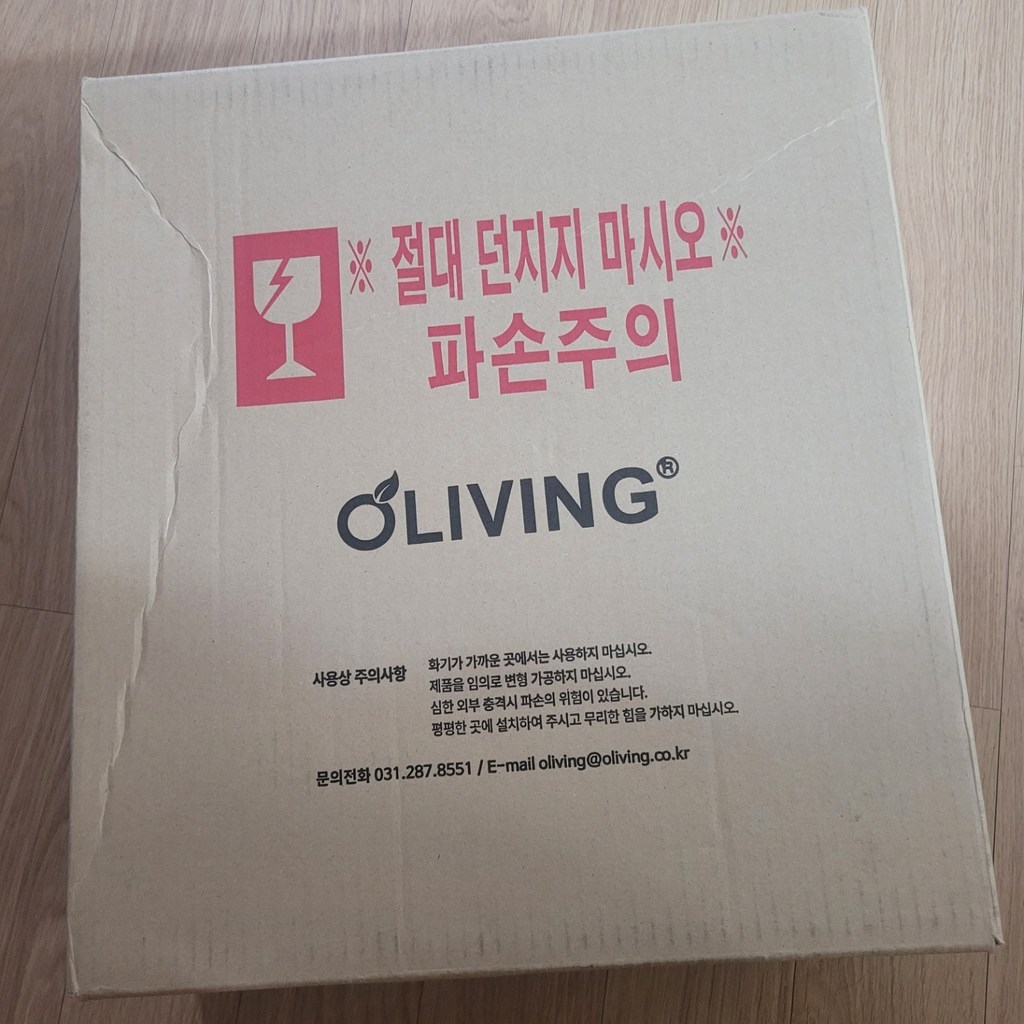 ※ 절대 던지지 마시오 ※
파손주의
OLIVING®
사용상 주의사항
화기가 가까운 곳에서는 사용하지 마십시오.
제품을 임의로 변형 가공하지 마십시오.
심한 외부 충격시 파손의 위험이 있습니다.
평평한 곳에 설치하여 주시고 무리한 힘을 가하지 마십시오.
문의전화 031.287.8551 / E-mail oliving@oliving.co.kr